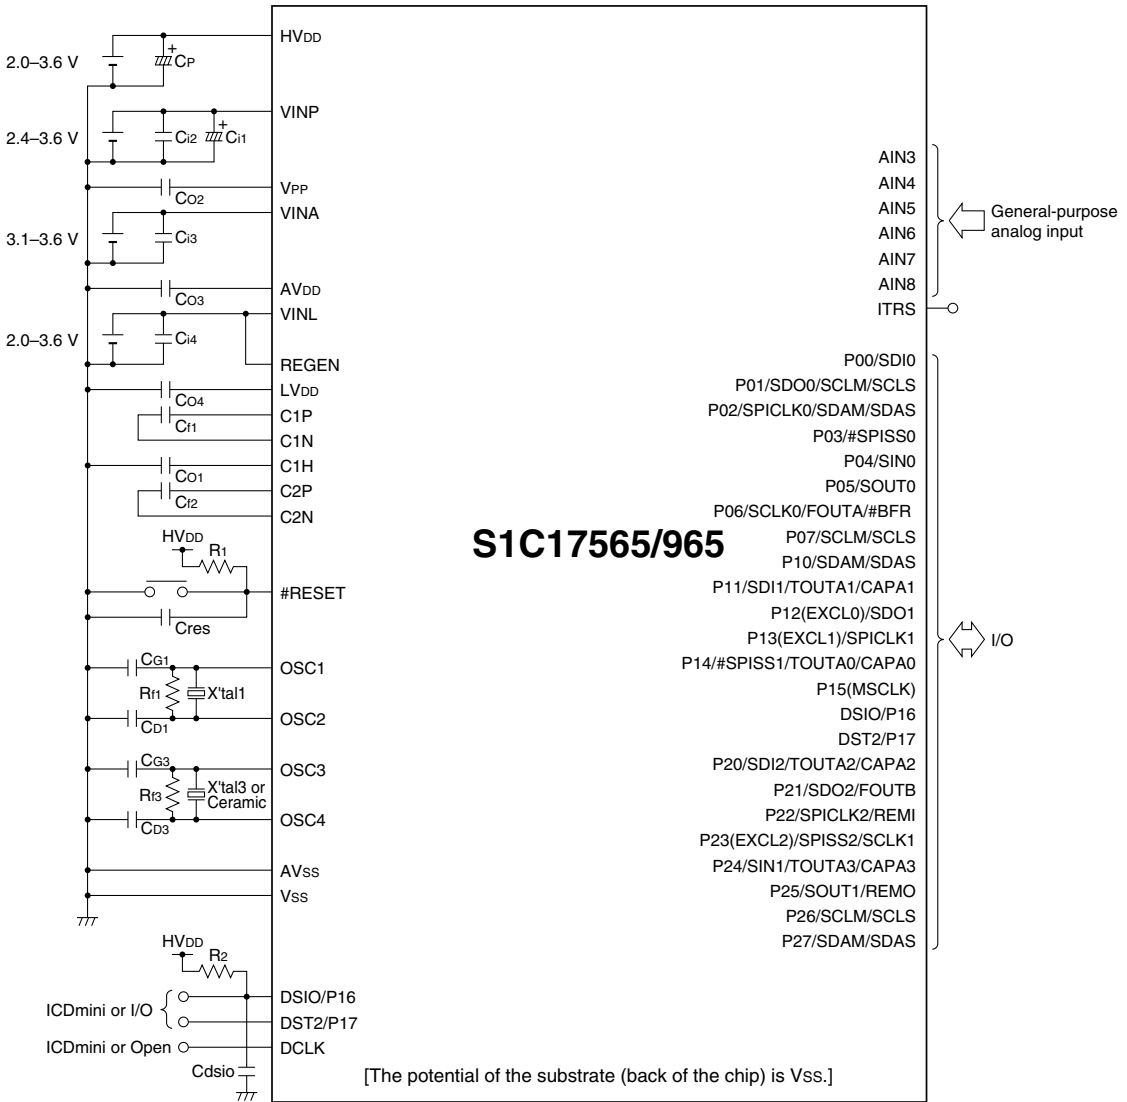 HVDD
2.0–3.6 V
+
CP
VINP
2.4–3.6 V
Ci2
+
Ci1
VPP
CO2
VINA
3.1–3.6 V
Ci3
AVDD
CO3
VINL
2.0–3.6 V
Ci4
REGEN
LVDD
CO4
C1P
Cf1
C1N
C1H
CO1
C2P
Cf2
C2N
HVDD
R1
#RESET
Cres
CG1
OSC1
Rf1
X'tal1
OSC2
CD1
CG3
OSC3
Rf3
X'tal3 or
Ceramic
OSC4
CD3
AVSS
VSS
HVDD
R2
ICDmini or I/O
DSIO/P16
DST2/P17
ICDmini or Open
DCLK
Cdsio
S1C17565/965
[The potential of the substrate (back of the chip) is VSS.]
AIN3
AIN4
AIN5
AIN6
AIN7
AIN8
General-purpose
analog input
ITRS
P00/SDI0
P01/SDO0/SCLM/SCLS
P02/SPICLK0/SDAM/SDAS
P03/#SPISS0
P04/SIN0
P05/SOUT0
P06/SCLK0/FOUTA/#BFR
P07/SCLM/SCLS
P10/SDAM/SDAS
P11/SDI1/TOUTA1/CAPA1
P12(EXCL0)/SDO1
P13(EXCL1)/SPICLK1
P14/#SPISS1/TOUTA0/CAPA0
P15(MSCLK)
DSIO/P16
DST2/P17
P20/SDI2/TOUTA2/CAPA2
P21/SDO2/FOUTB
P22/SPICLK2/REMI
P23(EXCL2)/SPISS2/SCLK1
P24/SIN1/TOUTA3/CAPA3
P25/SOUT1/REMO
P26/SCLM/SCLS
P27/SDAM/SDAS
I/O